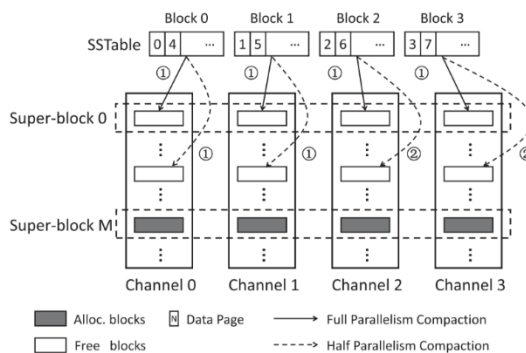 Block 0 Block 1 Block 2 Block 3
SSTable 0 4 ... 1 5 ... 2 6 ... 3 7 ...
① ① ① ①
Super-block 0
① ① ② ②
Super-block M
Channel 0 Channel 1 Channel 2 Channel 3
Alloc. blocks N Data Page Full Parallelism Compaction
Free blocks Half Parallelism Compaction